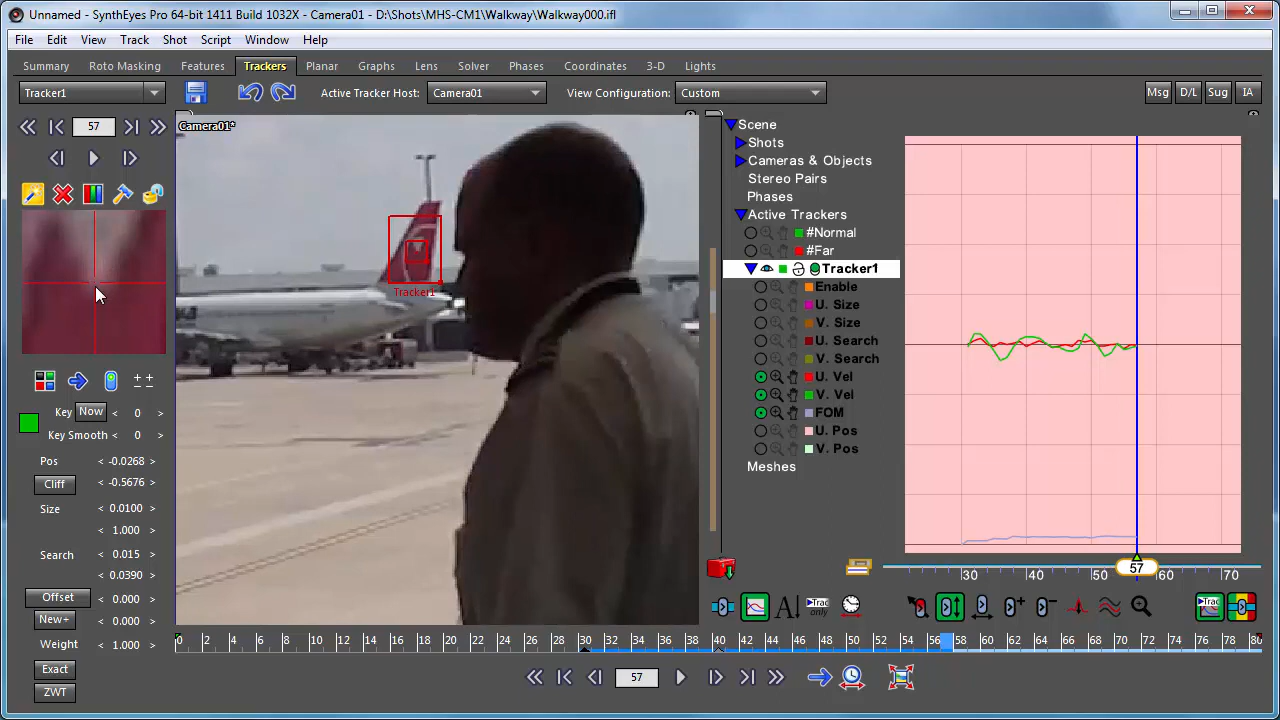 Unnamed - SynthEyes Pro 64-bit 1411 Build 1032X - Camera01 - D:\Shots\MHS-CM1\Walkway\Walkway000.ifl
File Edit View Track Shot Script Window Help
Summary Roto Masking Features Trackers Planar Graphs Lens Solver Phases Coordinates 3-D Lights
Tracker1 Active Tracker Host: Camera01 View Configuration: Custom Msg D/L Sug IA
57
Camera01*
Tracker1
Key Now < 0 >
Key Smooth < 0 >
Pos < -0.0268 >
Cliff < -0.5676 >
Size < 0.0100 >
< 1.000 >
Search < 0.015 >
< 0.0390 >
Offset < 0.000 >
New+ < 0.000 >
Weight < 1.000 >
Exact
ZWT
Scene
Shots
Cameras & Objects
Stereo Pairs
Phases
Active Trackers
#Normal
#Far
Tracker1
Enable
U. Size
V. Size
U. Search
V. Search
U. Vel
V. Vel
FOM
U. Pos
V. Pos
Meshes
30 40 50 57 60 70
A Trac only Trac
0 2 4 6 8 10 12 14 16 18 20 22 24 26 28 30 32 34 36 38 40 42 44 46 48 50 52 54 56 58 60 62 64 66 68 70 72 74 76 78 80
57